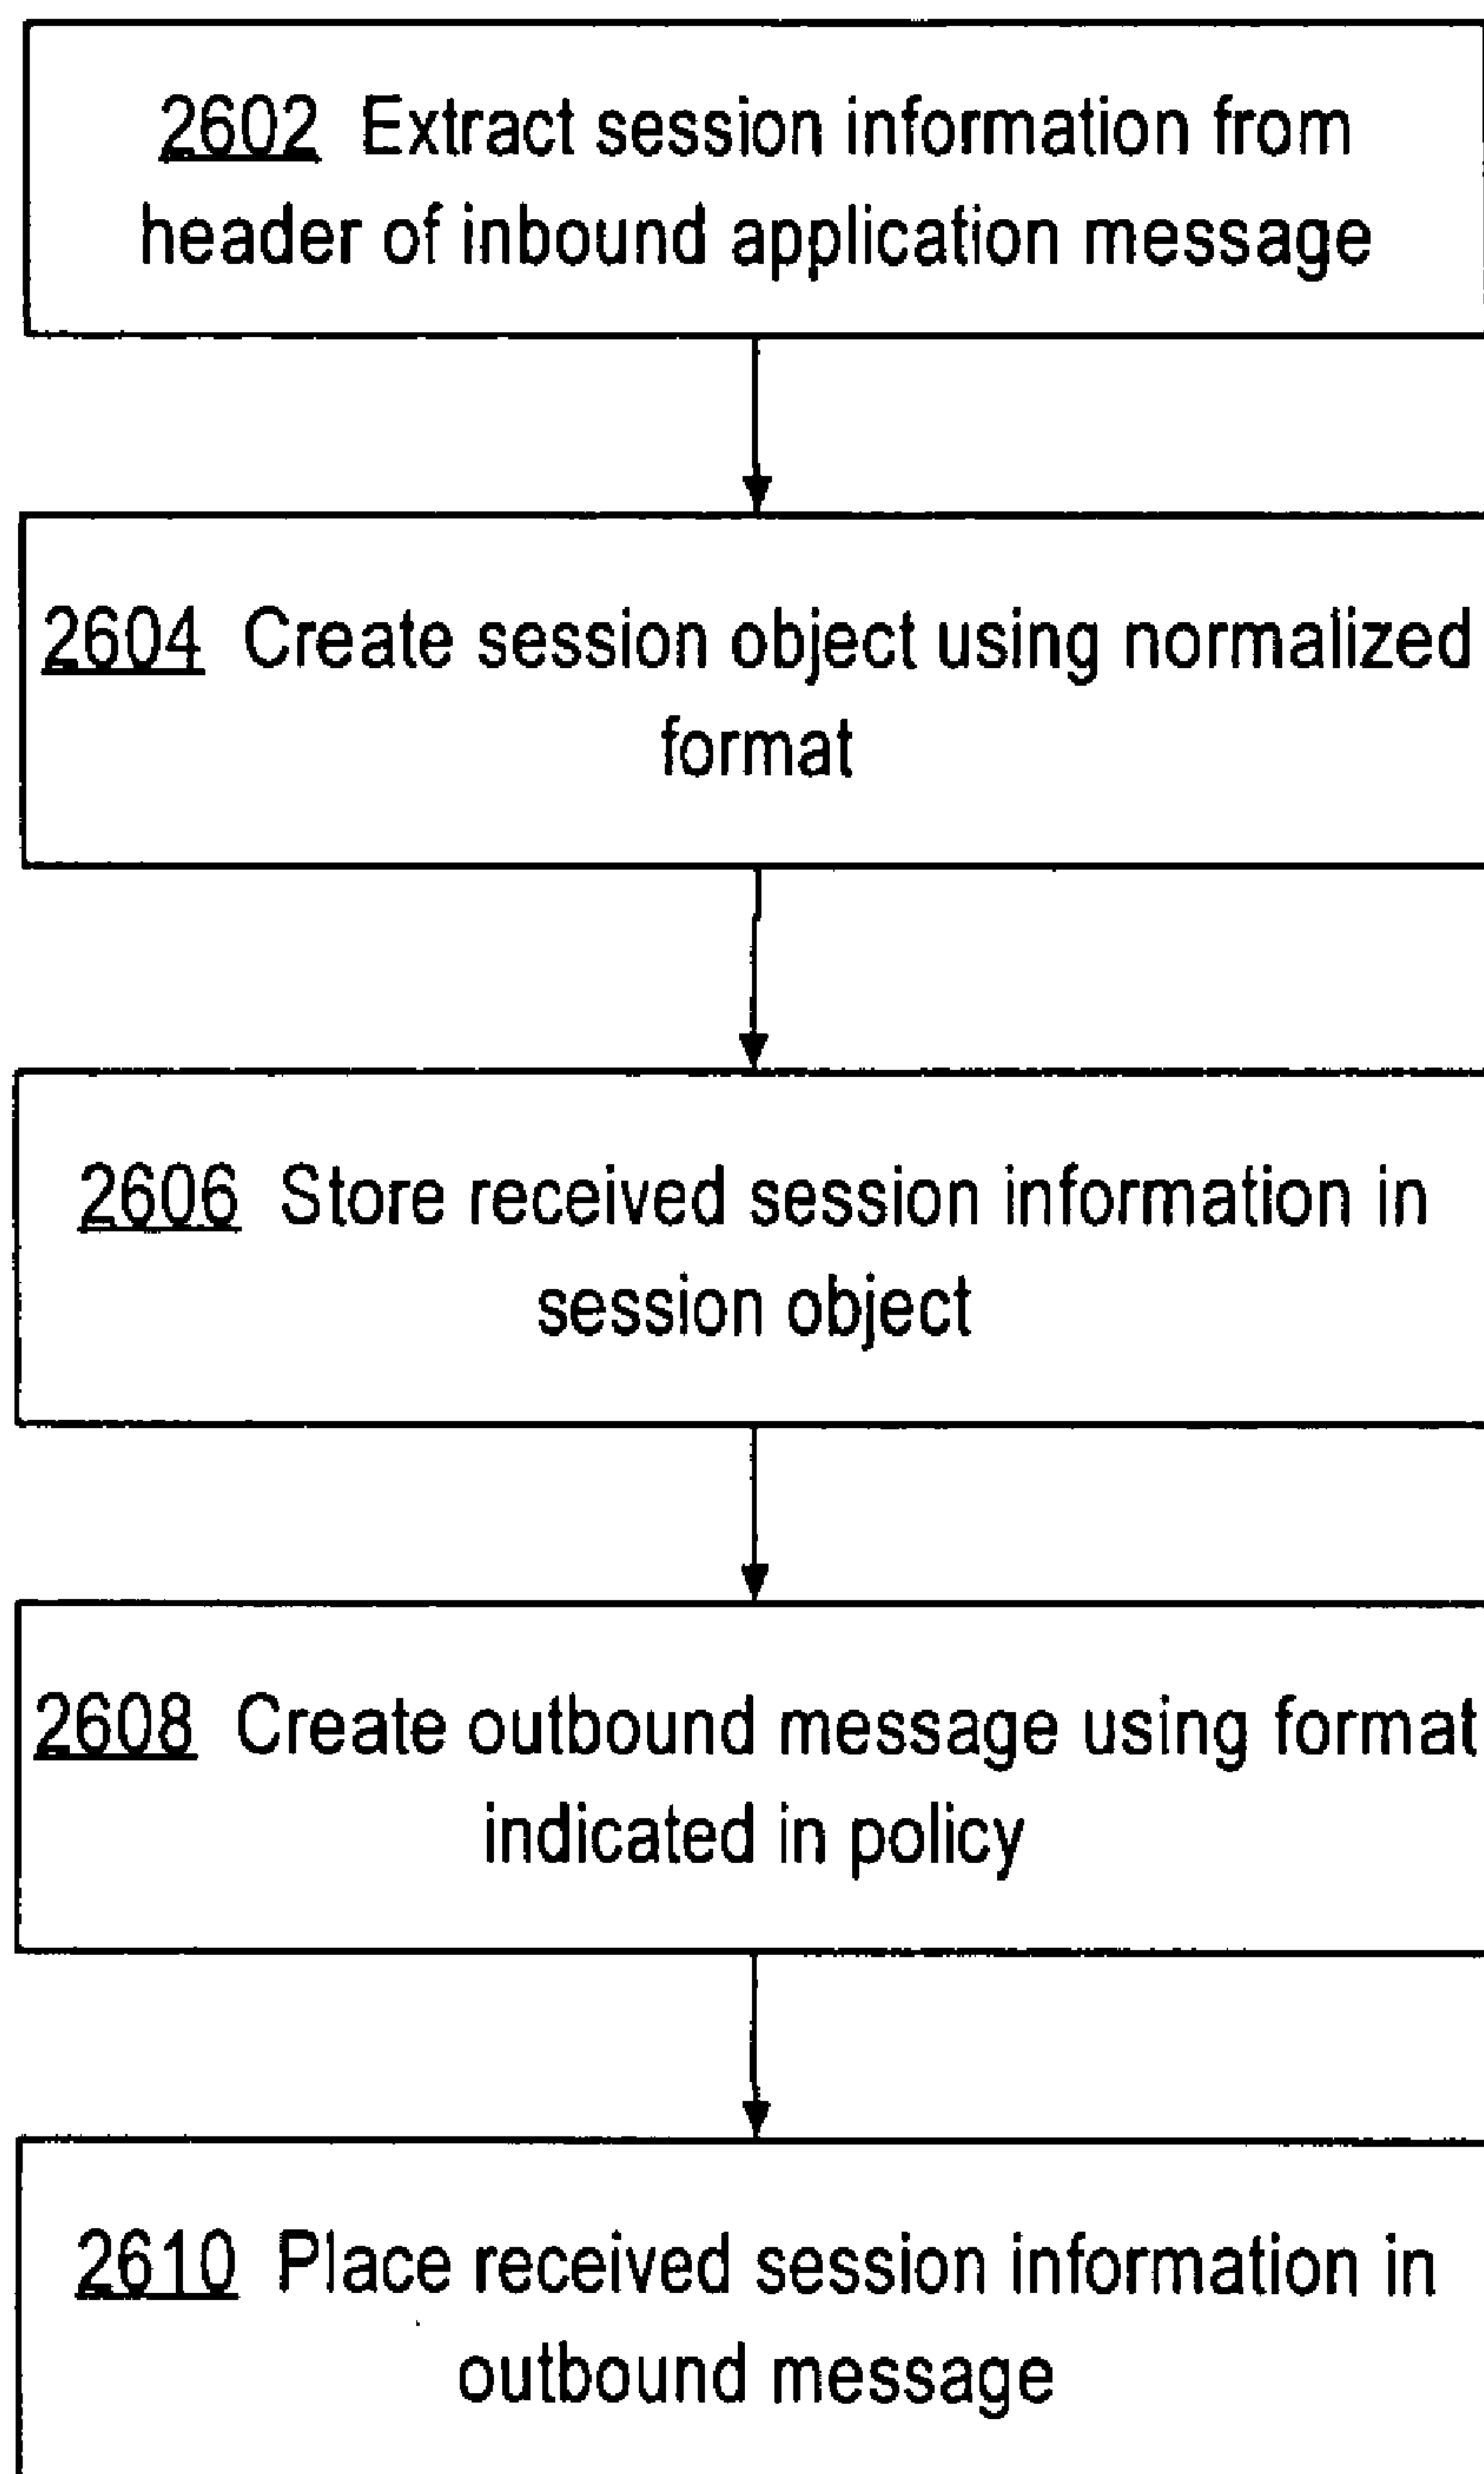 2602 Extract session information from
header of inbound application message
2604 Create session object using normalized
format
2606 Store received session information in
session object
2608 Create outbound message using format
indicated in policy
2610 Place received session information in
outbound message